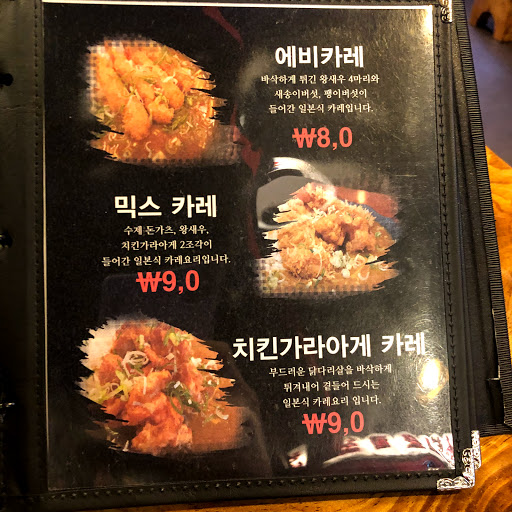 에비카레
바삭하게 튀긴 왕새우 4마리와
새송이버섯, 팽이버섯이
들어간 일본식 카레입니다.
₩8,0
믹스 카레
수제 돈가츠, 왕새우,
치킨가라아게 2조각이
들어간 일본식 카레요리입니다.
₩9,0
치킨가라아게 카레
부드러운 닭다리살을 바삭하게
튀겨내어 곁들어 드시는
일본식 카레요리 입니다.
₩9,0